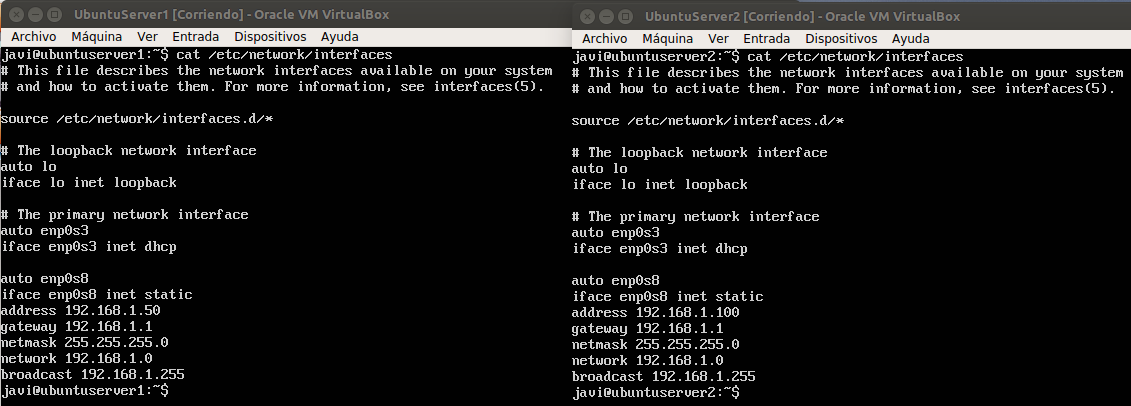 UbuntuServer1 [Corriendo] - Oracle VM VirtualBox
Archivo Máquina Ver Entrada Dispositivos Ayuda
javi@ubuntuserver1:~$ cat /etc/network/interfaces
# This file describes the network interfaces available on your system
# and how to activate them. For more information, see interfaces(5).
source /etc/network/interfaces.d/*
# The loopback network interface
auto lo
iface lo inet loopback
# The primary network interface
auto enp0s3
iface enp0s3 inet dhcp
auto enp0s8
iface enp0s8 inet static
address 192.168.1.50
gateway 192.168.1.1
netmask 255.255.255.0
network 192.168.1.0
broadcast 192.168.1.255
javi@ubuntuserver1:~$
UbuntuServer2 [Corriendo] - Oracle VM VirtualBox
Archivo Máquina Ver Entrada Dispositivos Ayuda
javi@ubuntuserver2:~$ cat /etc/network/interfaces
# This file describes the network interfaces available on your system
# and how to activate them. For more information, see interfaces(5).
source /etc/network/interfaces.d/*
# The loopback network interface
auto lo
iface lo inet loopback
# The primary network interface
auto enp0s3
iface enp0s3 inet dhcp
auto enp0s8
iface enp0s8 inet static
address 192.168.1.100
gateway 192.168.1.1
netmask 255.255.255.0
network 192.168.1.0
broadcast 192.168.1.255
javi@ubuntuserver2:~$